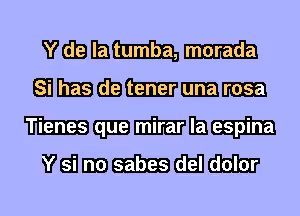 Y de la tumba, morada
Si has de tener una rosa
Tienes que mirar la espina
Y si no sabes del dolor